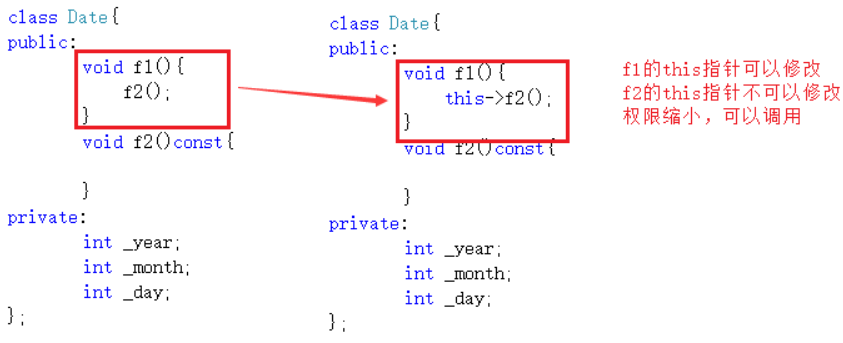 class Date{
public:
void f1(){
f2();
}
void f2()const{
}
private:
int _year;
int _month;
int _day;
};
class Date{
public:
void f1(){
this->f2();
}
void f2()const{
}
private:
int _year;
int _month;
int _day;
};
f1的this指针可以修改
f2的this指针不可以修改
权限缩小，可以调用